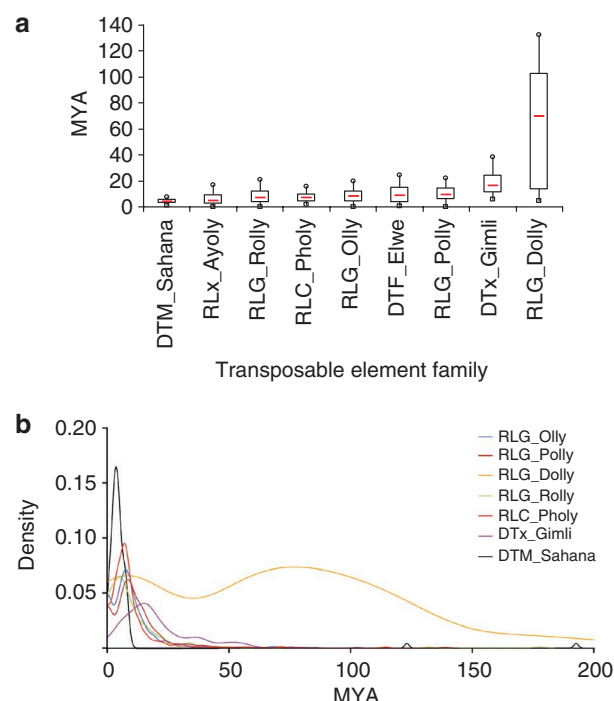 a
140
120
100
80
60
40
20
0
MYA
DTM_Sahana
RLx_Ayoly
RLG_Rolly
RLC_Pholy
RLG_Olly
DTF_Elwe
RLG_Polly
DTx_Gimli
RLG_Dolly
Transposable element family
b
0.20
0.15
0.10
0.05
Density
RLG_Olly
RLG_Polly
RLG_Dolly
RLG_Rolly
RLC_Pholy
DTx_Gimli
DTM_Sahana
0 50 100 150 200
MYA